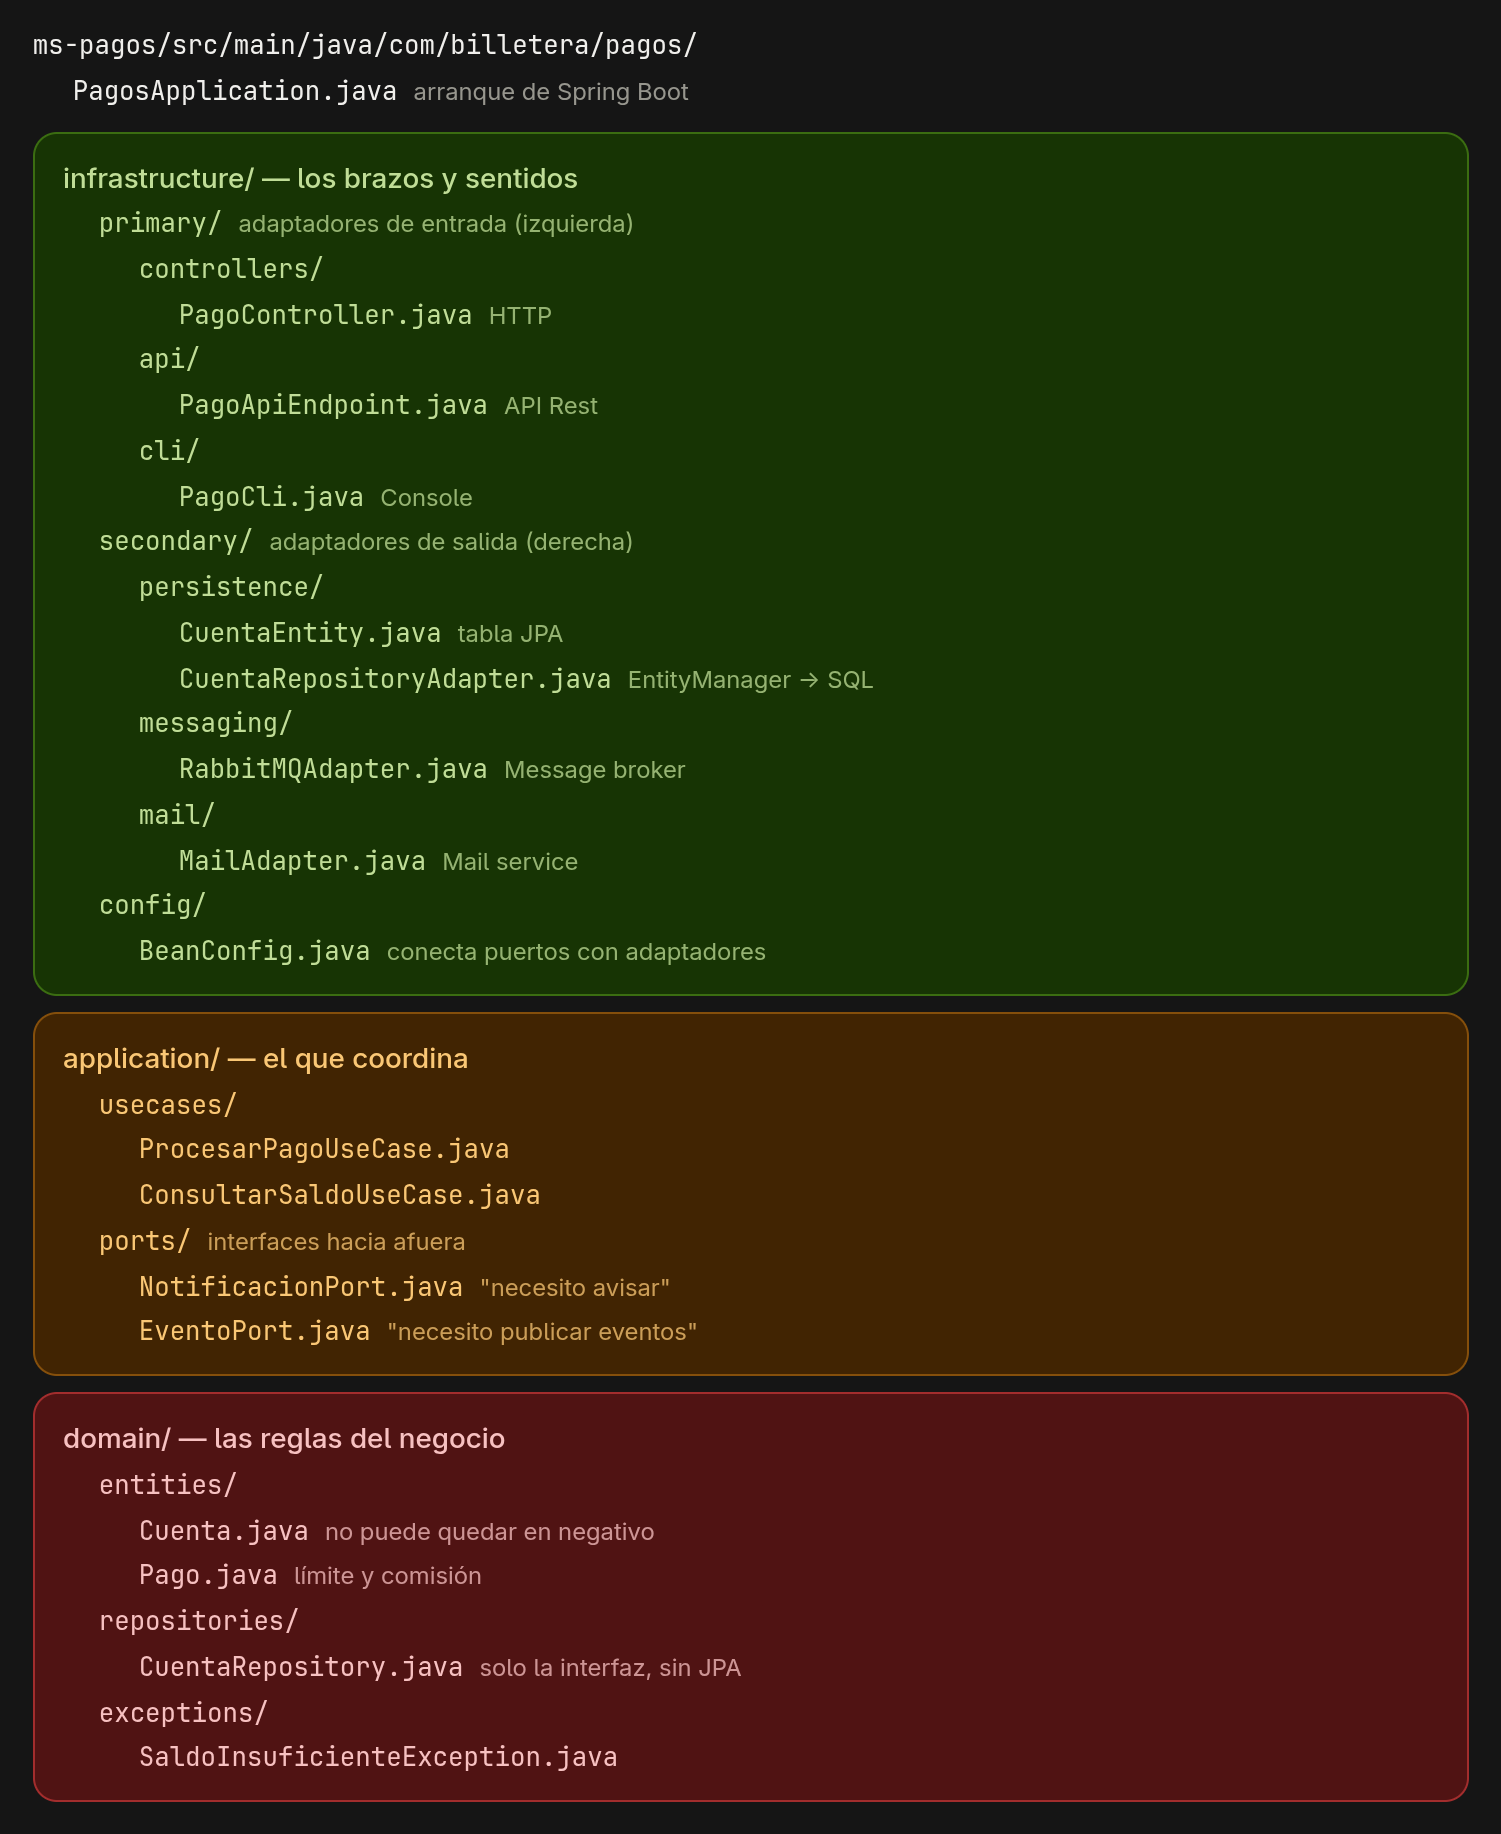 ms-pagos/src/main/java/com/billetera/pagos/
PagosApplication.java arranque de Spring Boot
infrastructure/ — los brazos y sentidos
primary/ adaptadores de entrada (izquierda)
controllers/
PagoController.java HTTP
api/
PagoApiEndpoint.java API Rest
cli/
PagoCli.java Console
secondary/ adaptadores de salida (derecha)
persistence/
CuentaEntity.java tabla JPA
CuentaRepositoryAdapter.java EntityManager → SQL
messaging/
RabbitMQAdapter.java Message broker
mail/
MailAdapter.java Mail service
config/
BeanConfig.java conecta puertos con adaptadores
application/ — el que coordina
usecases/
ProcesarPagoUseCase.java
ConsultarSaldoUseCase.java
ports/ interfaces hacia afuera
NotificacionPort.java "necesito avisar"
EventoPort.java "necesito publicar eventos"
domain/ — las reglas del negocio
entities/
Cuenta.java no puede quedar en negativo
Pago.java límite y comisión
repositories/
CuentaRepository.java solo la interfaz, sin JPA
exceptions/
SaldoInsuficienteException.java